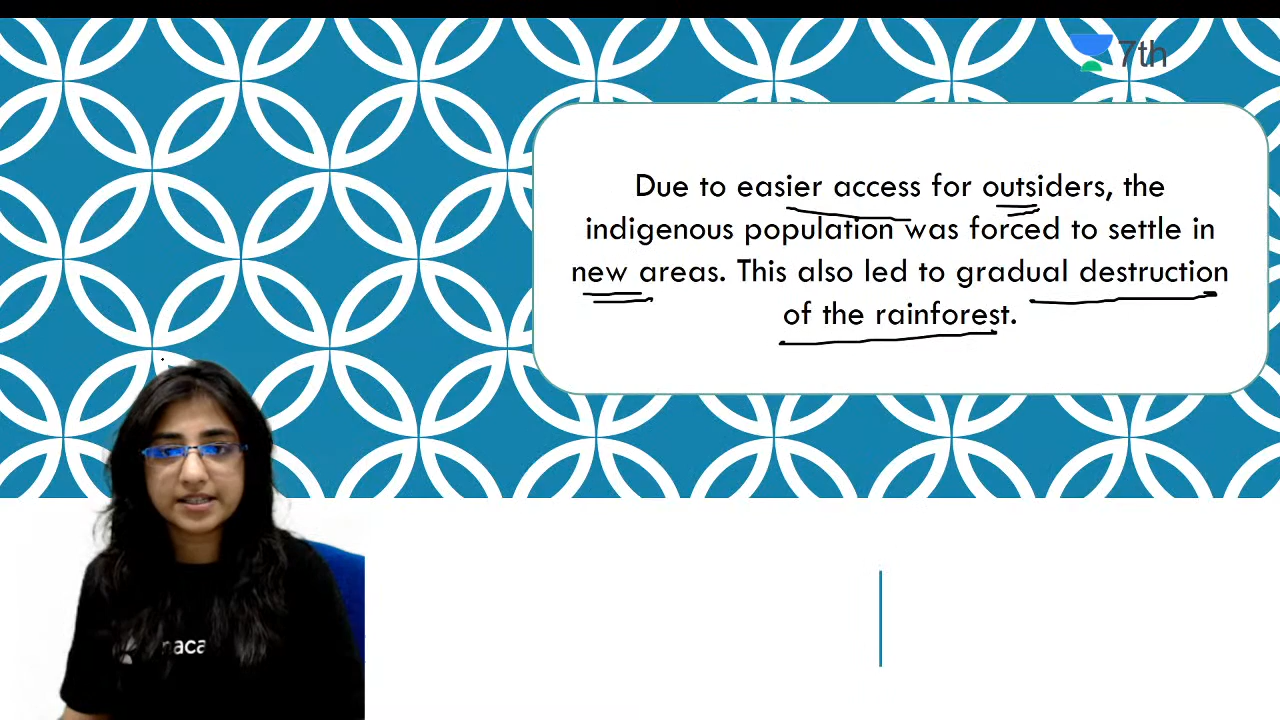 7th
Due to easier access for outsiders, the
indigenous population was forced to settle in
new areas. This also led to gradual destruction
of the rainforest.